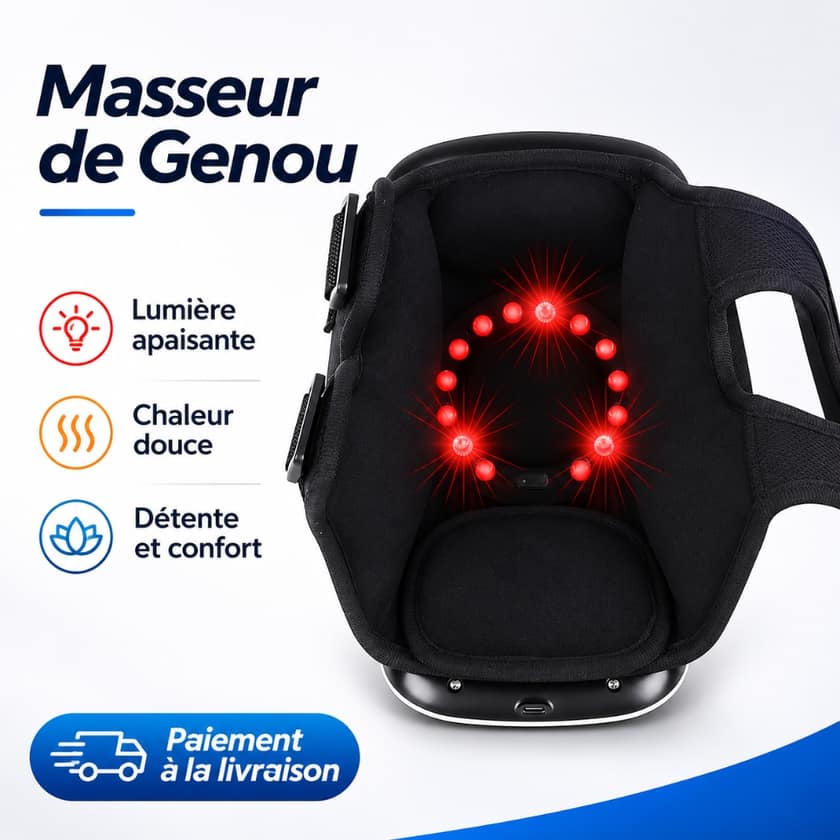 Masseur
de Genou
Lumière
apaisante
Chaleur
douce
Détente
et confort
Paiement
à la livraison